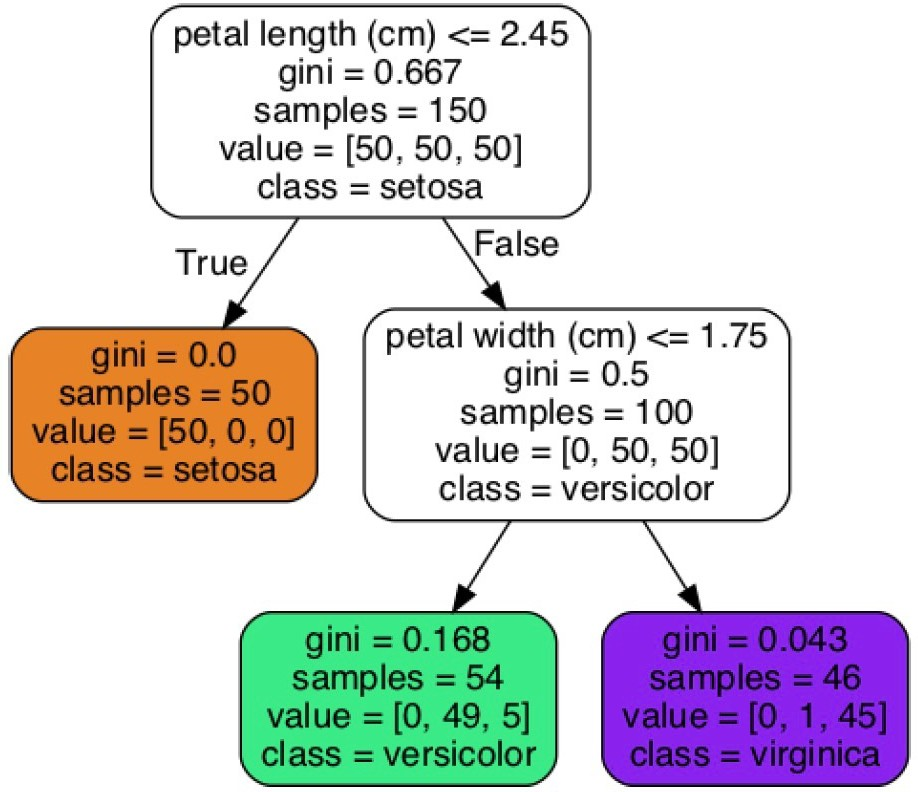 petal length (cm) <= 2.45
gini = 0.667
samples = 150
value = [50, 50, 50]
class = setosa
True
False
gini = 0.0
samples = 50
value = [50, 0, 0]
class = setosa
petal width (cm) <= 1.75
gini = 0.5
samples = 100
value = [0, 50, 50]
class = versicolor
gini = 0.168
samples = 54
value = [0, 49, 5]
class = versicolor
gini = 0.043
samples = 46
value = [0, 1, 45]
class = virginica